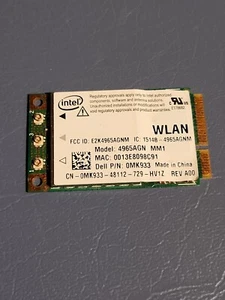 intel
WLAN
FCC ID: E2K4965AGNM IC: 1514B-4965AGNM
Model: 4965AGN MM1
MAC: 0013E8098C91
Dell P/N: 0MK933
Made in China
CN-0MK933-48112-729-HV1Z REV A00